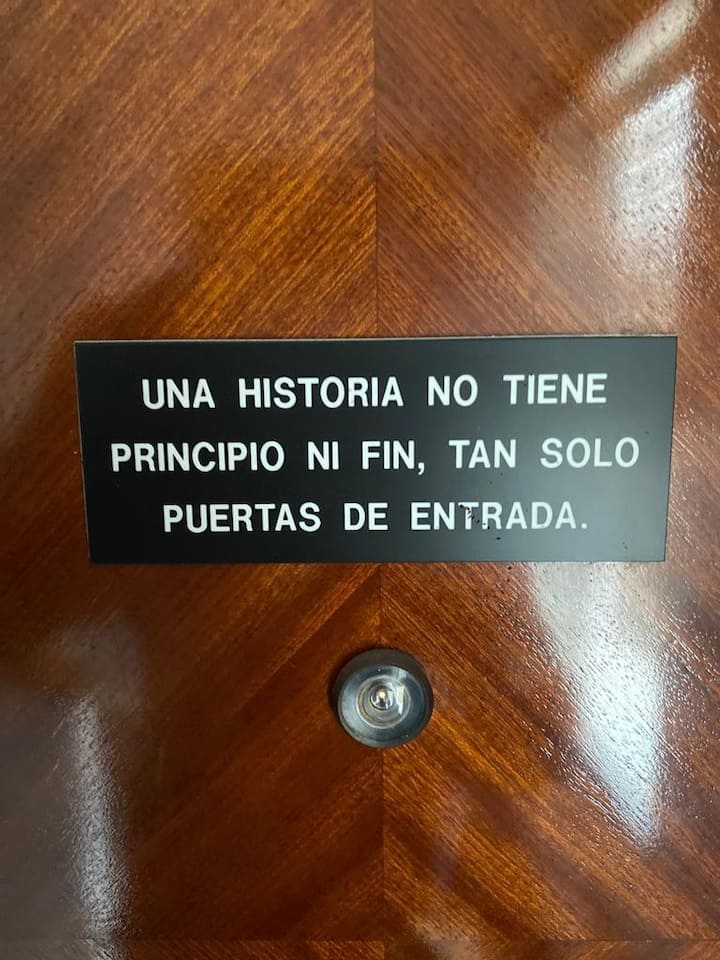 UNA HISTORIA NO TIENE
PRINCIPIO NI FIN, TAN SOLO
PUERTAS DE ENTRADA.